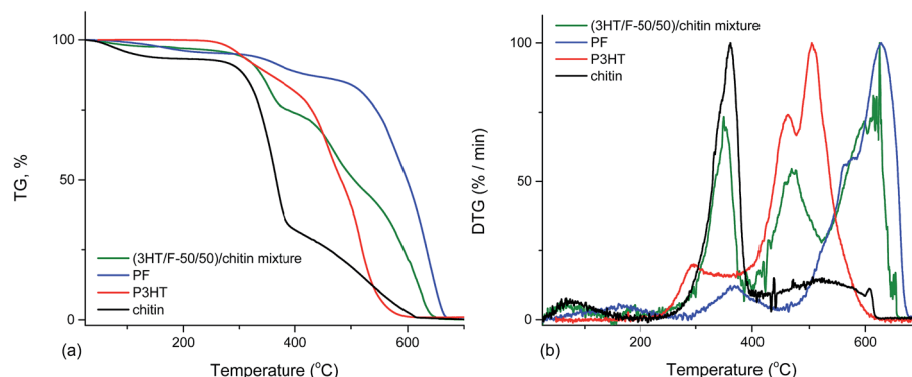 100
50
0
TG, %
(3HT/F-50/50)/chitin mixture
PF
P3HT
chitin
200
400
600
(a)
Temperature (°C)
100
50
0
DTG (% / min)
(3HT/F-50/50)/chitin mixture
PF
P3HT
chitin
200
400
600
(b)
Temperature (°C)